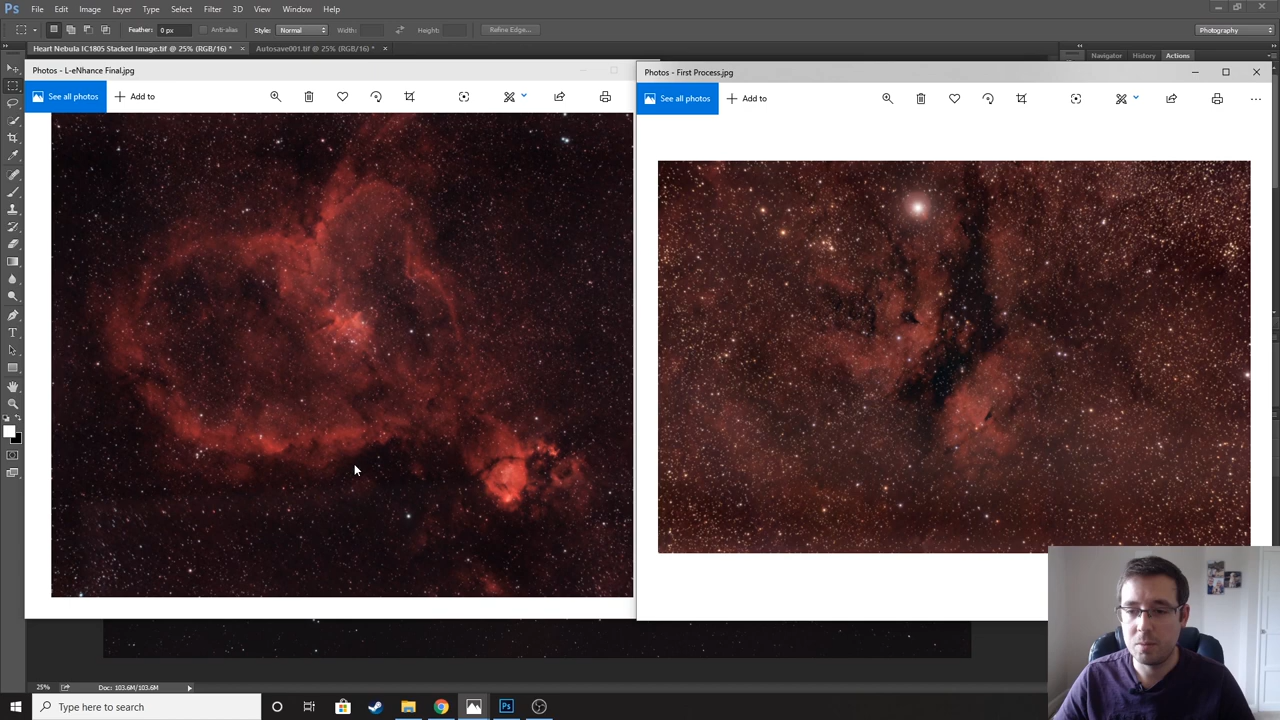 Ps File Edit Image Layer Type Select Filter 3D View Window Help
Feather: 0 px Anti-alias Style: Normal Width: Height: Refine Edge... Photography
Heart Nebula IC1805 Stacked Image.tif @ 25% (RGB/16) * × Autosave001.tif @ 25% (RGB/16) * × Navigator History Actions
Photos - L-eNhance Final.jpg
See all photos Add to
Photos - First Process.jpg
See all photos Add to
25% Doc: 103.6M/103.6M
Type here to search
Ps